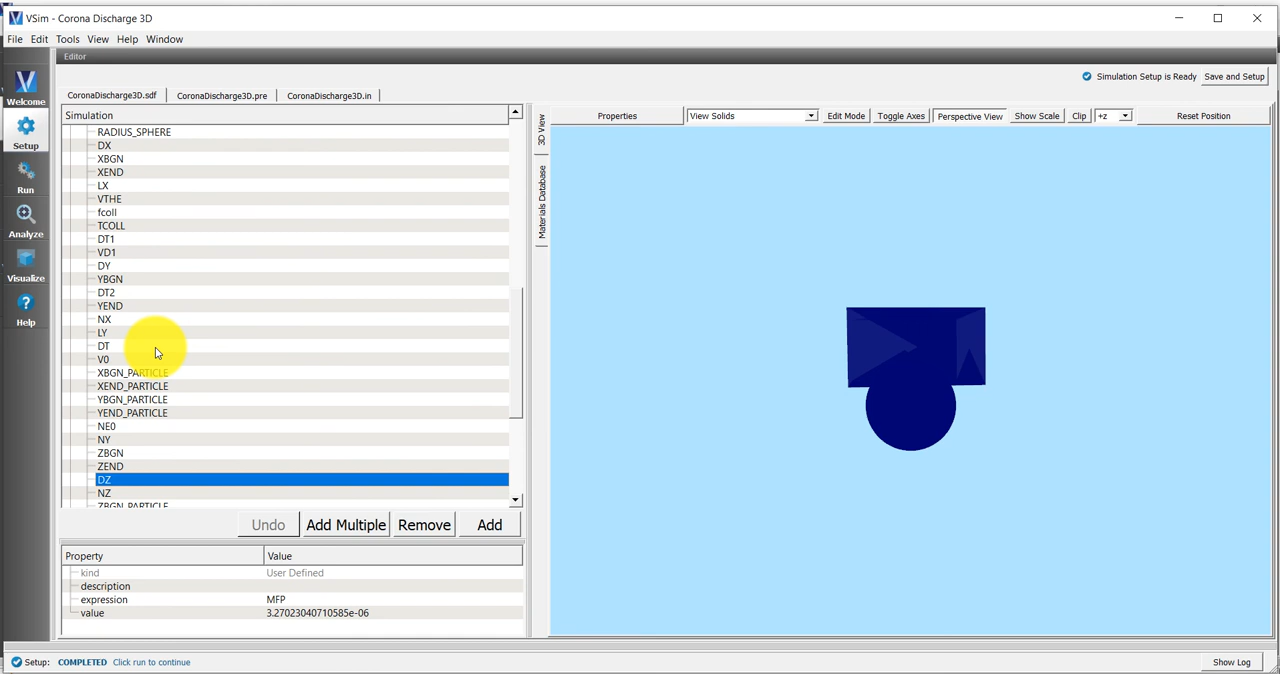 VSim - Corona Discharge 3D
File Edit Tools View Help Window
Editor
Simulation Setup is Ready Save and Setup
CoronaDischarge3D.sdf CoronaDischarge3D.pre CoronaDischarge3D.in
Welcome
Setup
Run
Analyze
Visualize
Help
Simulation
RADIUS_SPHERE
DX
XBGN
XEND
LX
VTHE
fcoll
TCOLL
DT1
VD1
DY
YBGN
DT2
YEND
NX
LY
DT
V0
XBGN_PARTICLE
XEND_PARTICLE
YBGN_PARTICLE
YEND_PARTICLE
NE0
NY
ZBGN
ZEND
DZ
NZ
ZBGN_PARTICLE
Undo Add Multiple Remove Add
Property Value
kind User Defined
description
expression MFP
value 3.27023040710585e-06
3D View
Materials Database
Properties View Solids Edit Mode Toggle Axes Perspective View Show Scale Clip +z Reset Position
Setup: COMPLETED Click run to continue
Show Log